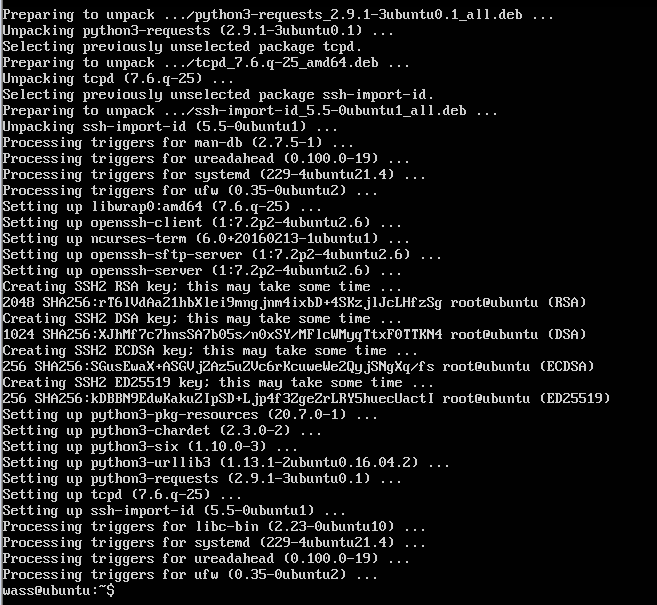 Preparing to unpack .../python3-requests_2.9.1-3ubuntu0.1_all.deb ...
Unpacking python3-requests (2.9.1-3ubuntu0.1) ...
Selecting previously unselected package tcpd.
Preparing to unpack .../tcpd_7.6.q-25_amd64.deb ...
Unpacking tcpd (7.6.q-25) ...
Selecting previously unselected package ssh-import-id.
Preparing to unpack .../ssh-import-id_5.5-0ubuntu1_all.deb ...
Unpacking ssh-import-id (5.5-0ubuntu1) ...
Processing triggers for man-db (2.7.5-1) ...
Processing triggers for ureadahead (0.100.0-19) ...
Processing triggers for systemd (229-4ubuntu21.4) ...
Processing triggers for ufw (0.35-0ubuntu2) ...
Setting up libwrap0:amd64 (7.6.q-25) ...
Setting up openssh-client (1:7.2p2-4ubuntu2.6) ...
Setting up ncurses-term (6.0+20160213-1ubuntu1) ...
Setting up openssh-sftp-server (1:7.2p2-4ubuntu2.6) ...
Setting up openssh-server (1:7.2p2-4ubuntu2.6) ...
Creating SSH2 RSA key; this may take some time ...
2048 SHA256:rT6lVdAa21hbXlei9mngjnm4ixbD+4SKzjlJcLHfzSg root@ubuntu (RSA)
Creating SSH2 DSA key; this may take some time ...
1024 SHA256:XJhMf7c7hnsSA7b05s/n0xSY/MFlcWMyqTtxF0TTKN4 root@ubuntu (DSA)
Creating SSH2 ECDSA key; this may take some time ...
256 SHA256:SGusEwaX+ASGVjZAz5u2Vc6rKcuweWe2QyjSNgXq/fs root@ubuntu (ECDSA)
Creating SSH2 ED25519 key; this may take some time ...
256 SHA256:kDBBN9EdwKakuZIpSD+Ljp4f3ZgeZrLRY5huecUactI root@ubuntu (ED25519)
Setting up python3-pkg-resources (20.7.0-1) ...
Setting up python3-chardet (2.3.0-2) ...
Setting up python3-six (1.10.0-3) ...
Setting up python3-urllib3 (1.13.1-2ubuntu0.16.04.2) ...
Setting up python3-requests (2.9.1-3ubuntu0.1) ...
Setting up tcpd (7.6.q-25) ...
Setting up ssh-import-id (5.5-0ubuntu1) ...
Processing triggers for libc-bin (2.23-0ubuntu10) ...
Processing triggers for systemd (229-4ubuntu21.4) ...
Processing triggers for ureadahead (0.100.0-19) ...
Processing triggers for ufw (0.35-0ubuntu2) ...
wass@ubuntu:~$